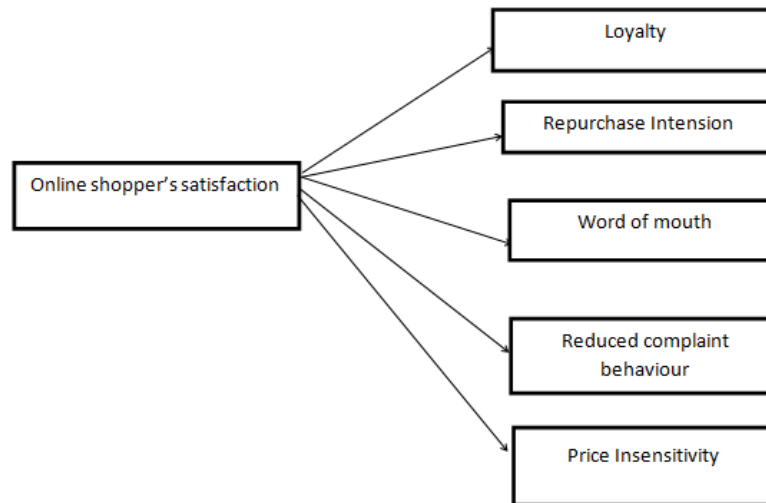 Loyalty
Repurchase Intension
Online shopper's satisfaction
Word of mouth
Reduced complaint
behaviour
Price Insensitivity